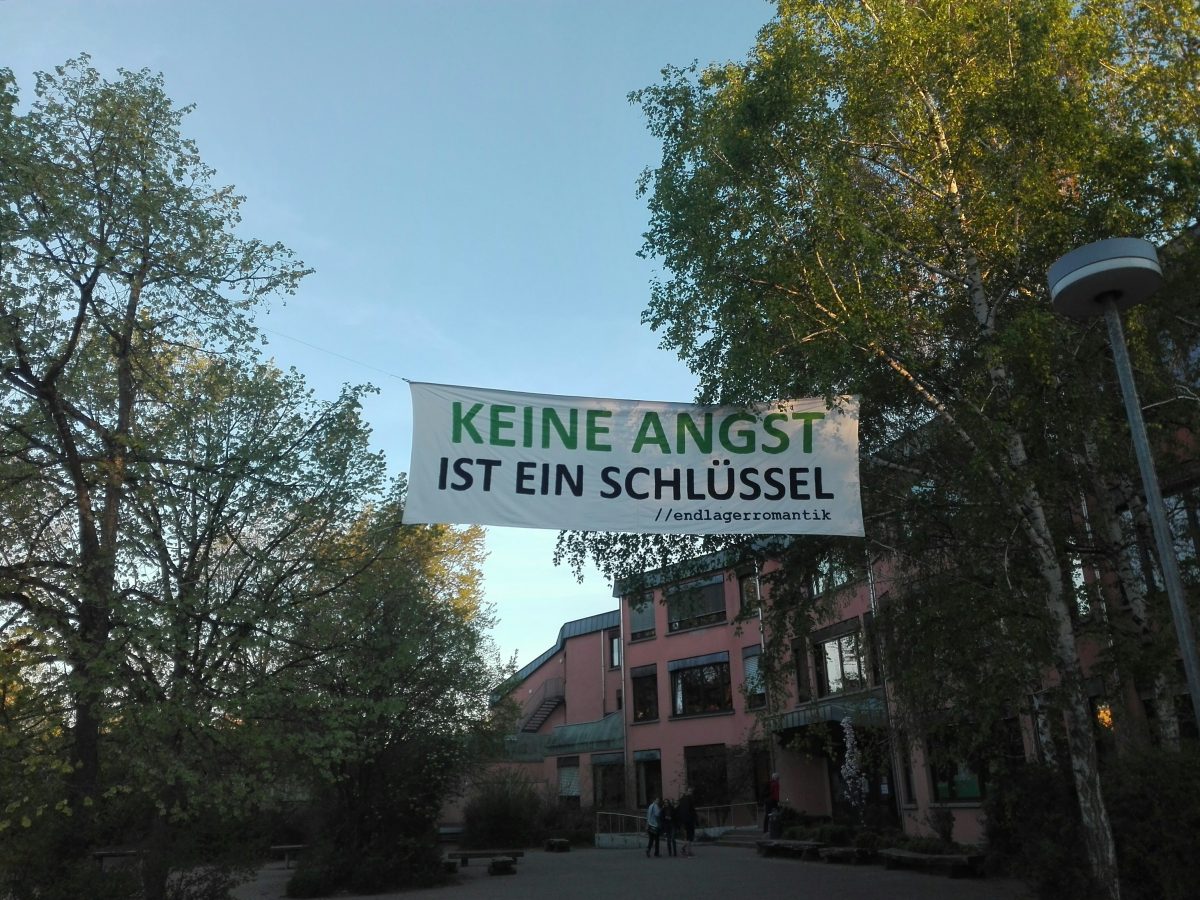 KEINE ANGST
IST EIN SCHLÜSSEL
//endlagerromantik